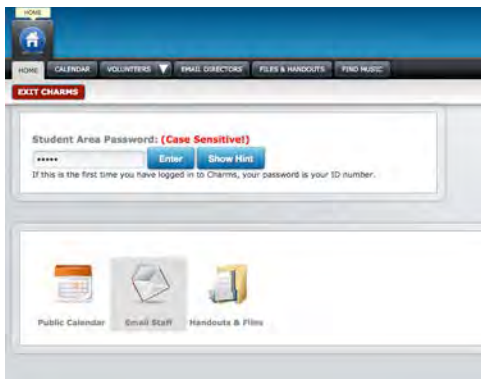 HOME
HOME CALENDAR VOLUNTEERS EMAIL DIRECTORS FILES & HANDOUTS FIND MUSIC
EXIT CHARMS
Student Area Password: (Case Sensitive!)
••••• Enter Show Hint
If this is the first time you have logged in to Charms, your password is your ID number.
Public Calendar Email Staff Handouts & Files